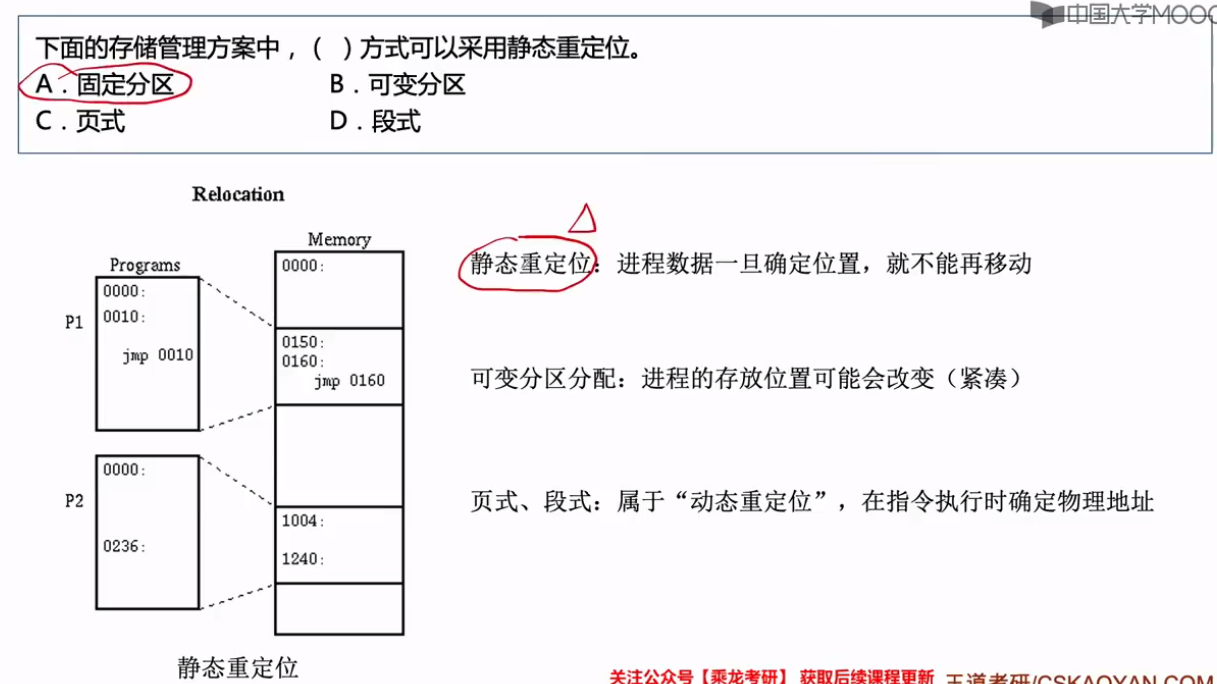 中国大学MOOC
下面的存储管理方案中，（ ）方式可以采用静态重定位。
A．固定分区
B．可变分区
C．页式
D．段式
Relocation
Programs
Memory
P1
0000:
0010:
jmp 0010
0000:
0150:
0160:
jmp 0160
P2
0000:
0236:
1004:
1240:
静态重定位
静态重定位：进程数据一旦确定位置，就不能再移动
可变分区分配：进程的存放位置可能会改变（紧凑）
页式、段式：属于“动态重定位”，在指令执行时确定物理地址
关注公众号【乘龙考研】 获取后续课程更新
王道考研/CSKAOYAN.COM